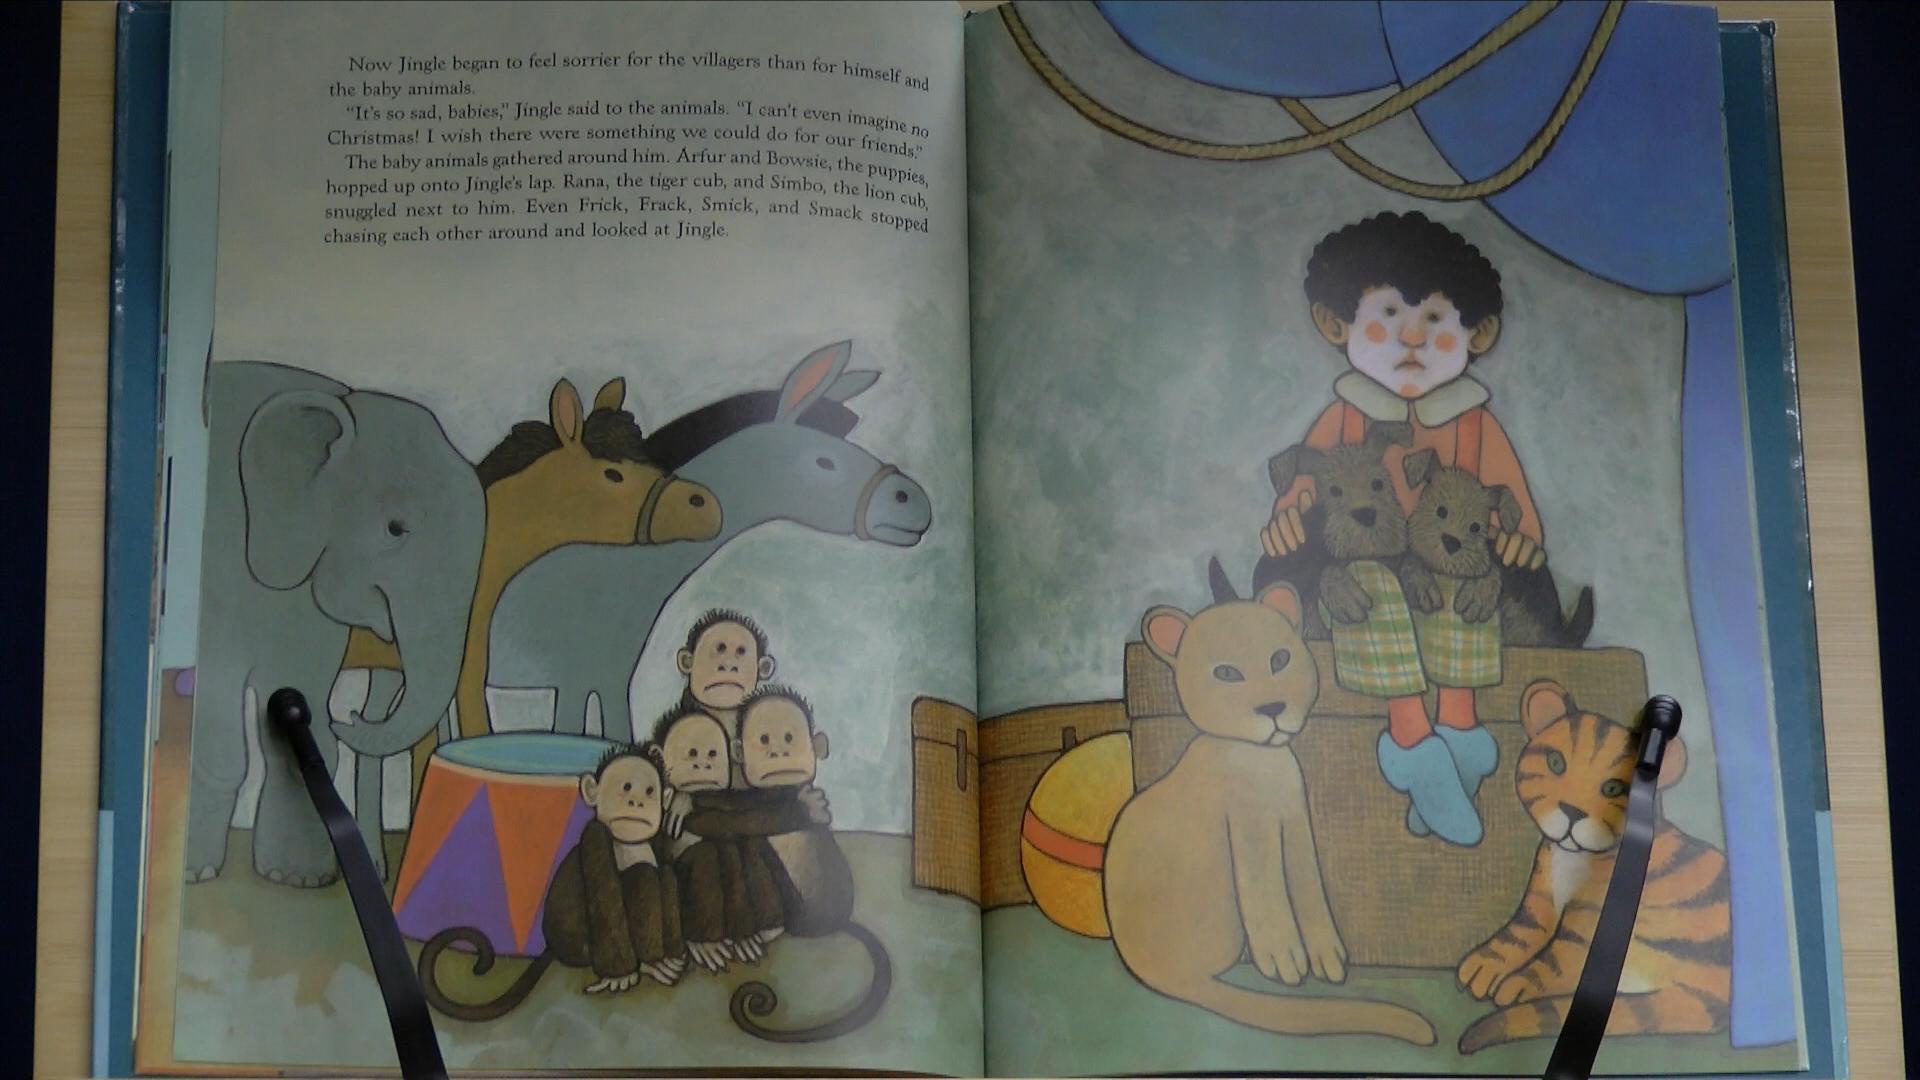 Now Jingle began to feel sorrier for the villagers than for himself and
the baby animals.
“It’s so sad, babies,” Jingle said to the animals. “I can’t even imagine no
Christmas! I wish there were something we could do for our friends.”
The baby animals gathered around him. Arfur and Bowsie, the puppies,
hopped up onto Jingle’s lap. Rana, the tiger cub, and Simbo, the lion cub,
snuggled next to him. Even Frick, Frack, Smick, and Smack stopped
chasing each other around and looked at Jingle.